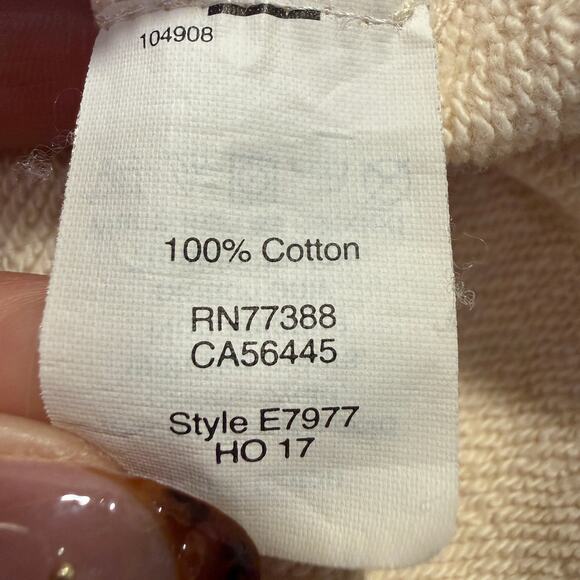 104908
100% Cotton
RN77388
CA56445
Style E7977
HO 17